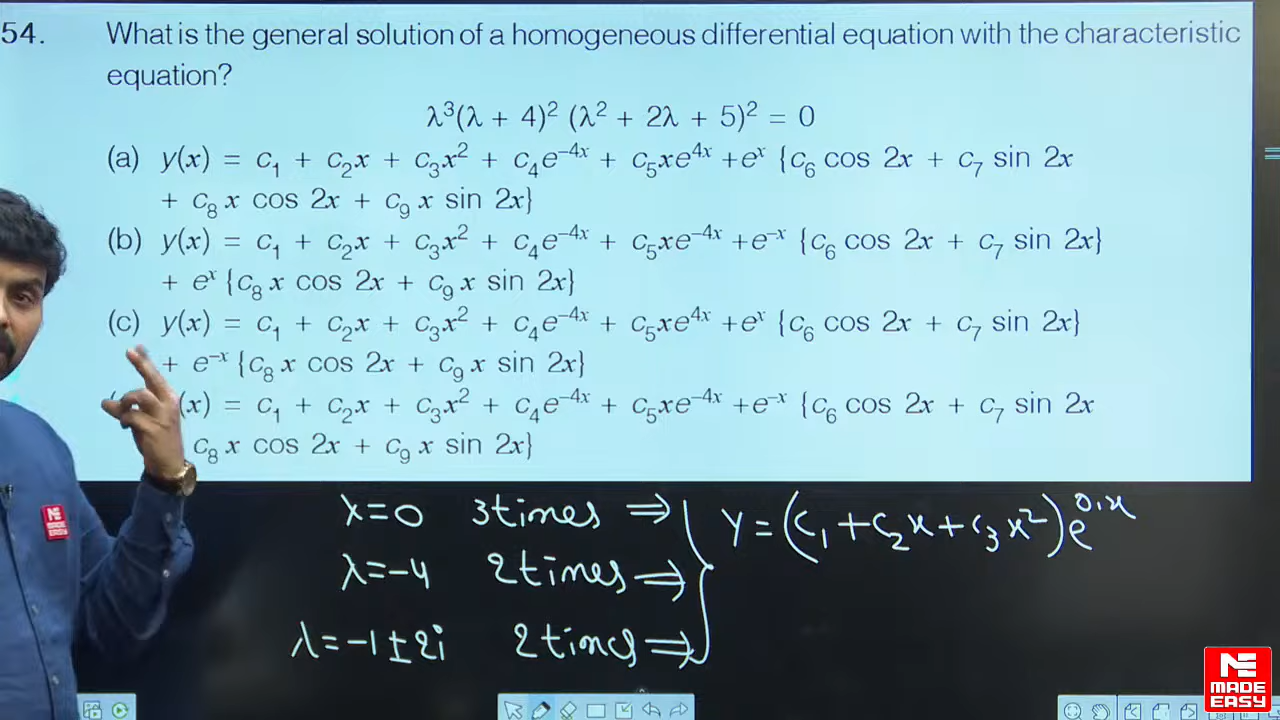 54. What is the general solution of a homogeneous differential equation with the characteristic
equation?
λ³(λ + 4)² (λ² + 2λ + 5)² = 0
(a) y(x) = c₁ + c₂x + c₃x² + c₄e⁻⁴ˣ + c₅xe⁴ˣ +eˣ {c₆ cos 2x + c₇ sin 2x
+ c₈ x cos 2x + c₉ x sin 2x}
(b) y(x) = c₁ + c₂x + c₃x² + c₄e⁻⁴ˣ + c₅xe⁻⁴ˣ +e⁻ˣ {c₆ cos 2x + c₇ sin 2x}
+ eˣ {c₈ x cos 2x + c₉ x sin 2x}
(c) y(x) = c₁ + c₂x + c₃x² + c₄e⁻⁴ˣ + c₅xe⁴ˣ +eˣ {c₆ cos 2x + c₇ sin 2x}
+ e⁻ˣ {c₈ x cos 2x + c₉ x sin 2x}
(x) = c₁ + c₂x + c₃x² + c₄e⁻⁴ˣ + c₅xe⁻⁴ˣ +e⁻ˣ {c₆ cos 2x + c₇ sin 2x
c₈ x cos 2x + c₉ x sin 2x}
λ=0 3times ⇒ y=(c₁+c₂x+c₃x²)e^{0.x}
λ=-4 2times ⇒
λ=-1±2i 2times ⇒
MADE
EASY
MADE
EASY